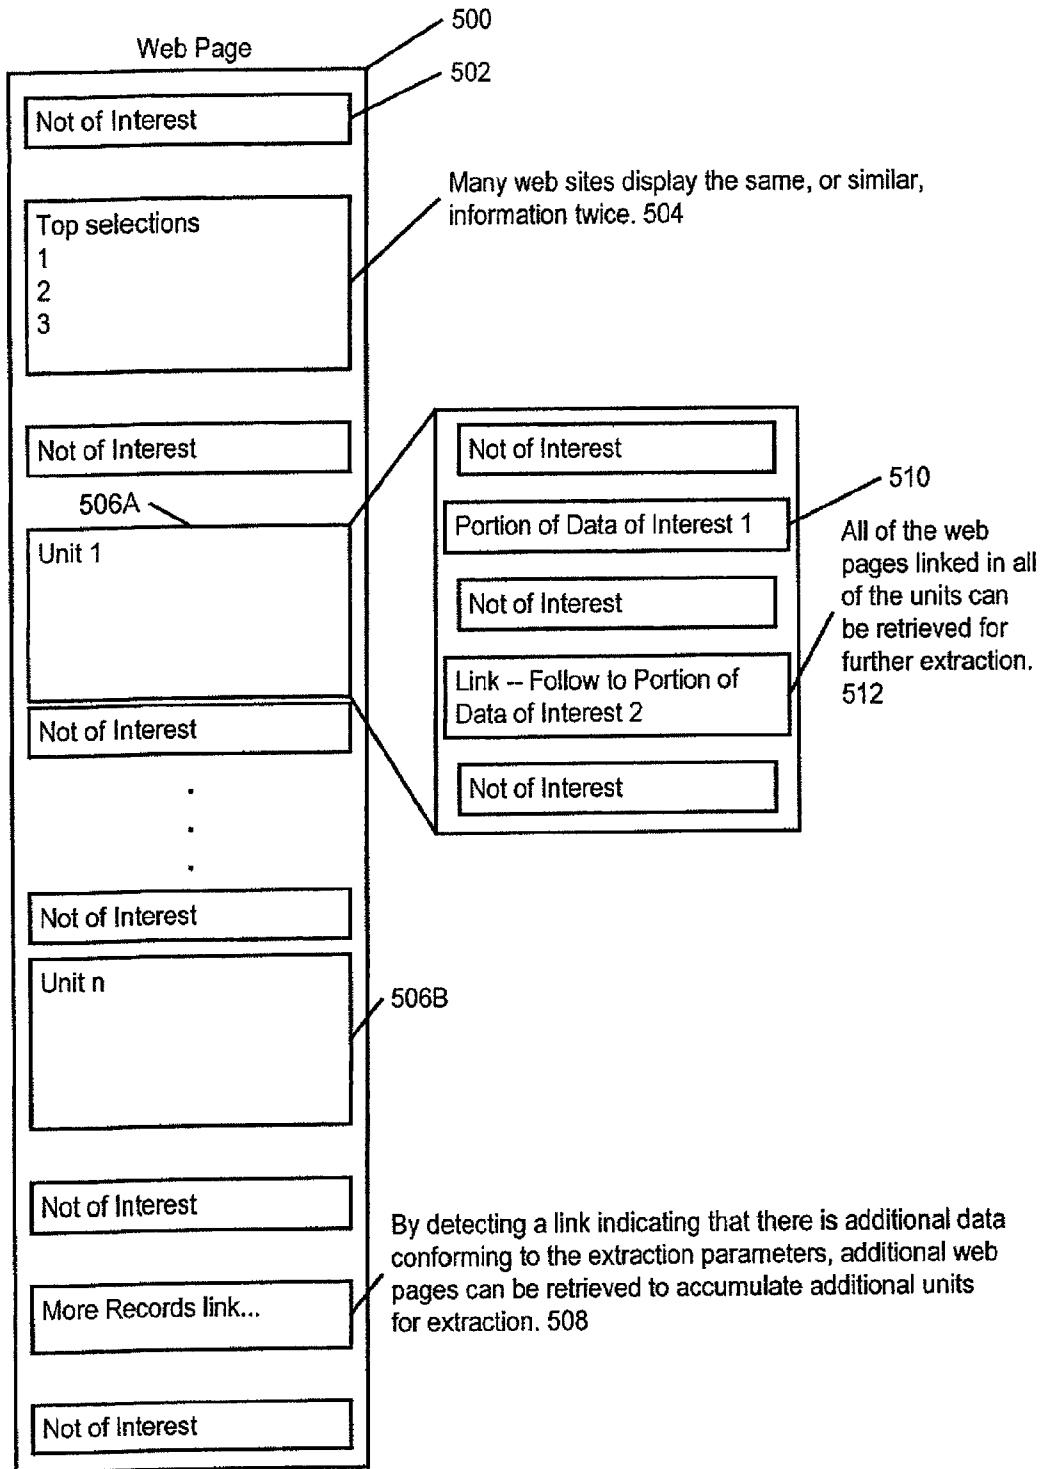 500
Web Page
502
Not of Interest
Many web sites display the same, or similar,
information twice. 504
Top selections
1
2
3
Not of Interest
506A
Unit 1
Not of Interest
510
Portion of Data of Interest 1
Not of Interest
Link -- Follow to Portion of
Data of Interest 2
Not of Interest
All of the web
pages linked in all
of the units can
be retrieved for
further extraction.
512
Not of Interest
.
.
.
Not of Interest
Unit n
506B
Not of Interest
By detecting a link indicating that there is additional data
conforming to the extraction parameters, additional web
pages can be retrieved to accumulate additional units
for extraction. 508
More Records link...
Not of Interest